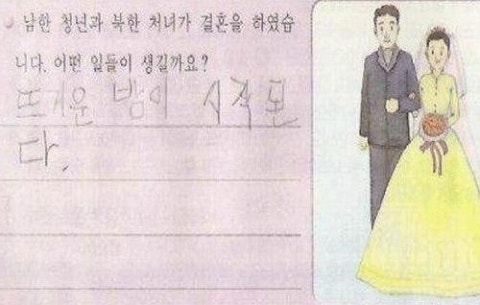 남한 청년과 북한 처녀가 결혼을 하였습
니다. 어떤 일들이 생길까요?
뜨거운 밤이 시작된
다.